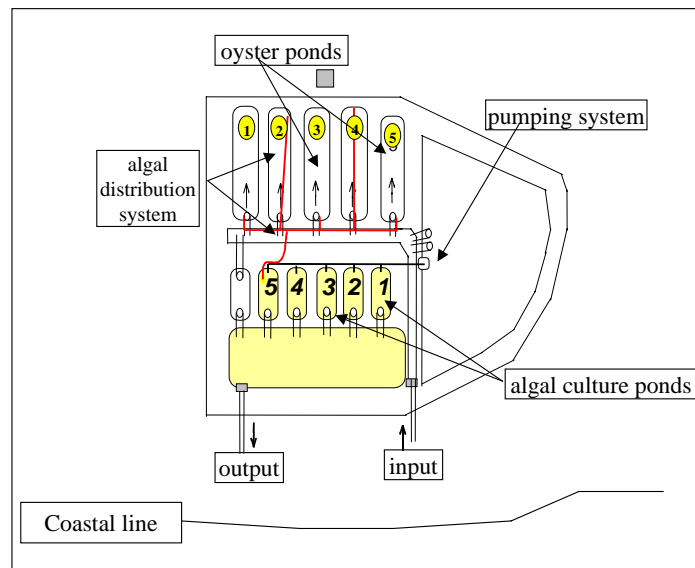 oyster ponds
pumping system
1 2 3 4 5
algal
distribution
system
5 4 3 2 1
algal culture ponds
output
input
Coastal line